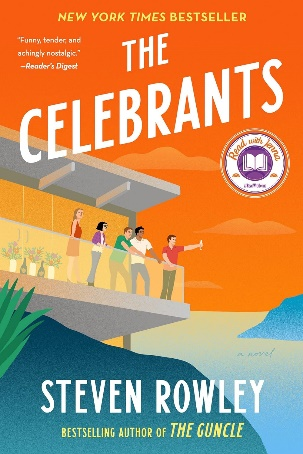 NEW YORK TIMES BESTSELLER
"Funny, tender, and
achingly nostalgic."
—Reader's Digest
THE
CELEBRANTS
Read with Jenna
a novel
STEVEN ROWLEY
BESTSELLING AUTHOR OF THE GUNCLE